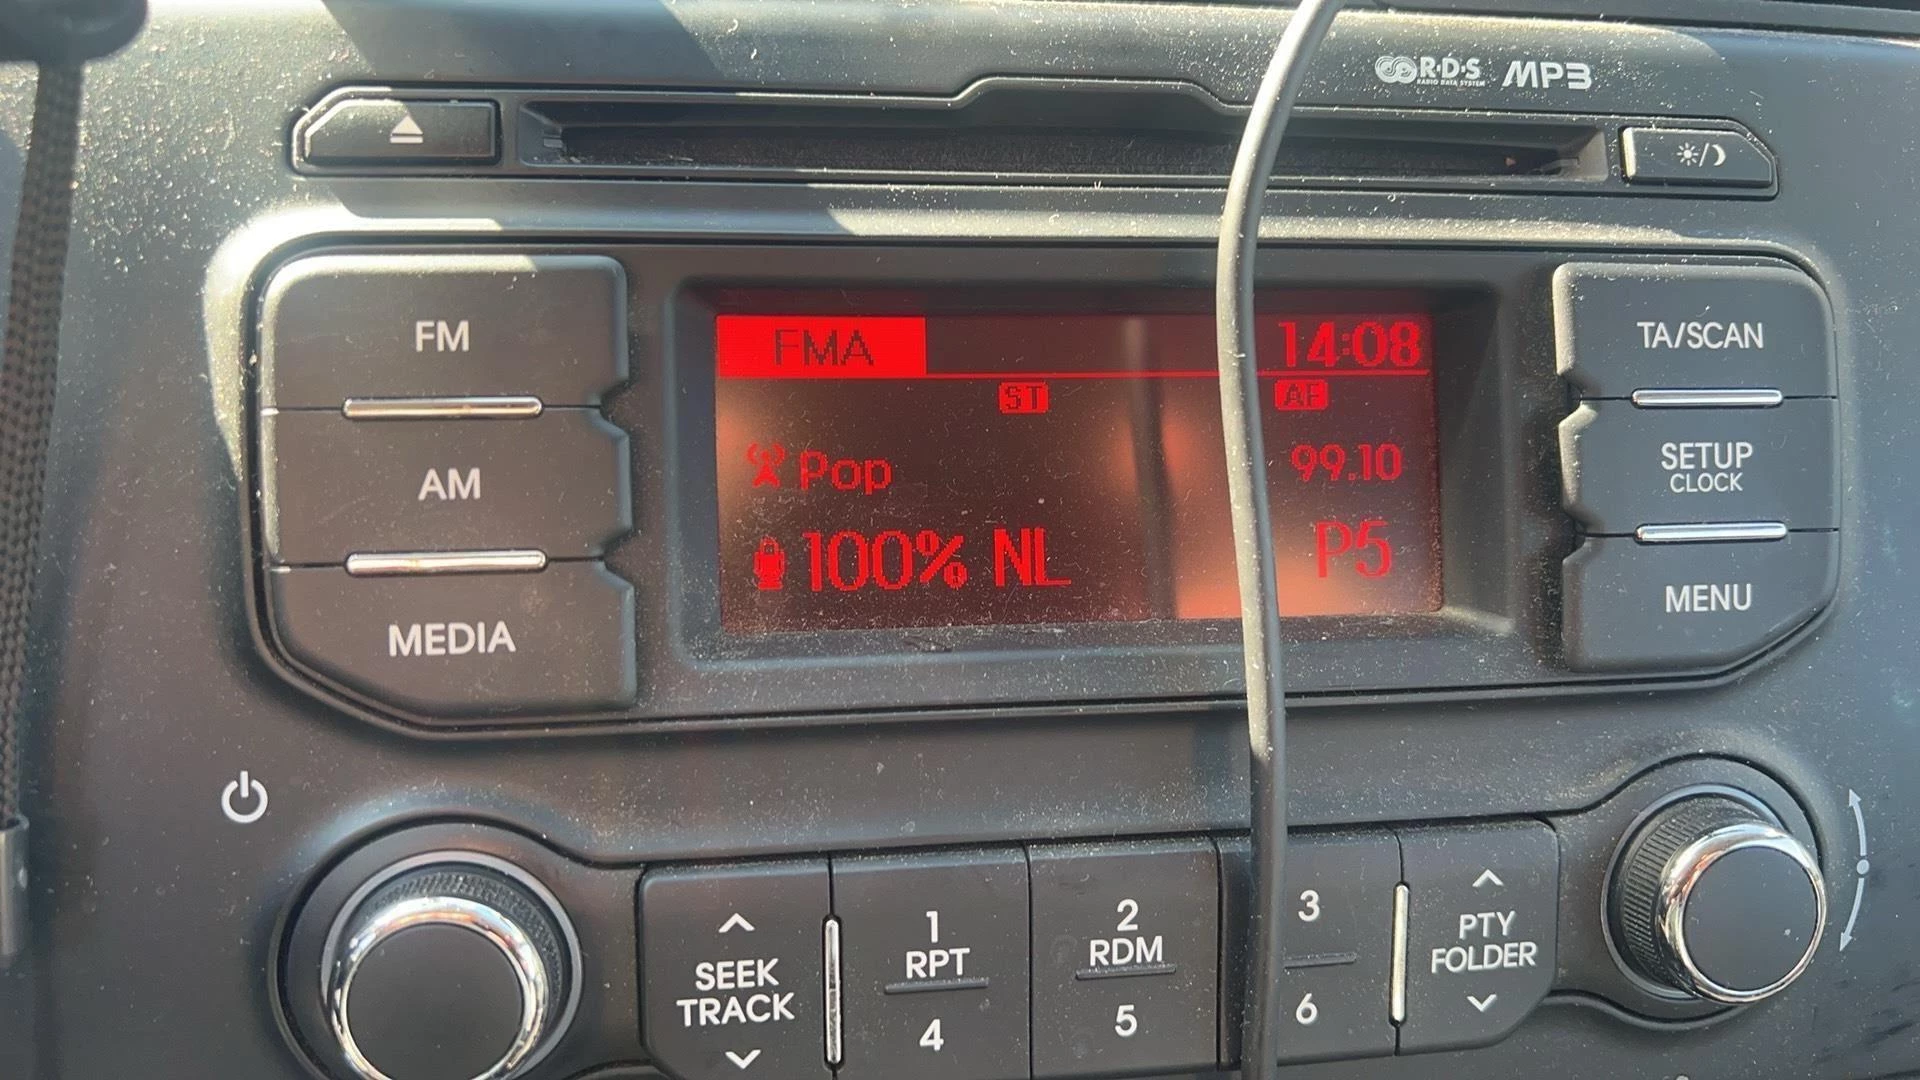 R·D·S MP3
RADIO DATA SYSTEM
FM
AM
MEDIA
FMA 14:08
ST AF
Pop 99.10
100% NL P5
TA/SCAN
SETUP
CLOCK
MENU
SEEK
TRACK
1
RPT
4
2
RDM
5
3
6
PTY
FOLDER